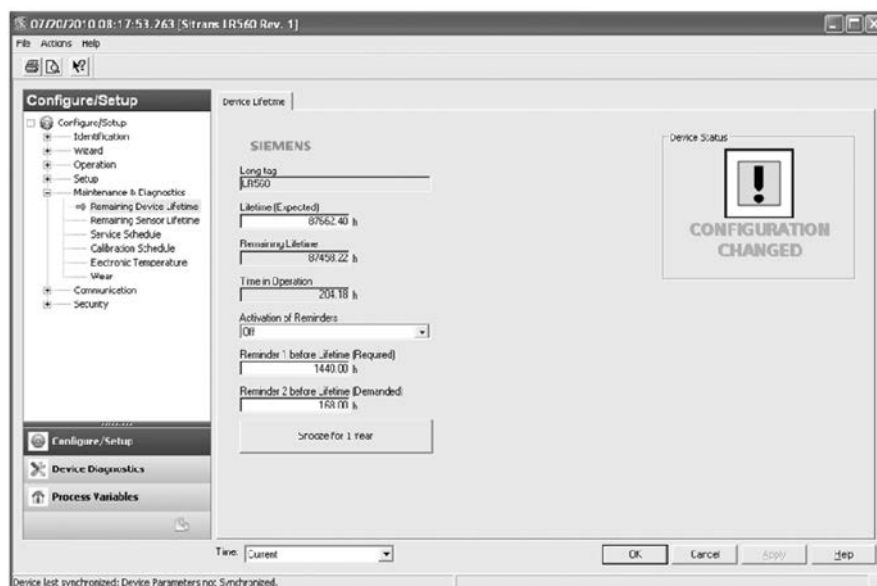 07/20/2010 08:17:53.263 [Sitrans LR560 Rev. 1]
File Actions Help
Configure/Setup
Configure/Setup
Identification
Wizard
Operation
Setup
Maintenance & Diagnostics
Remaining Device Lifetime
Remaining Sensor Lifetime
Service Schedule
Calibration Schedule
Electronic Temperature
Wear
Communication
Security
Configure/Setup
Device Diagnostics
Process Variables
Device Lifetime
SIEMENS
Long tag
LR560
Lifetime (Expected)
87662.40 h
Remaining Lifetime
87458.22 h
Time in Operation
204.18 h
Activation of Reminders
Off
Reminder 1 before Lifetime (Required)
1440.00 h
Reminder 2 before Lifetime (Demanded)
168.00 h
Snooze for 1 Year
Device Status
CONFIGURATION
CHANGED
Time: Current
OK Cancel Apply Help
Device last synchronized: Device Parameters not Synchronized.